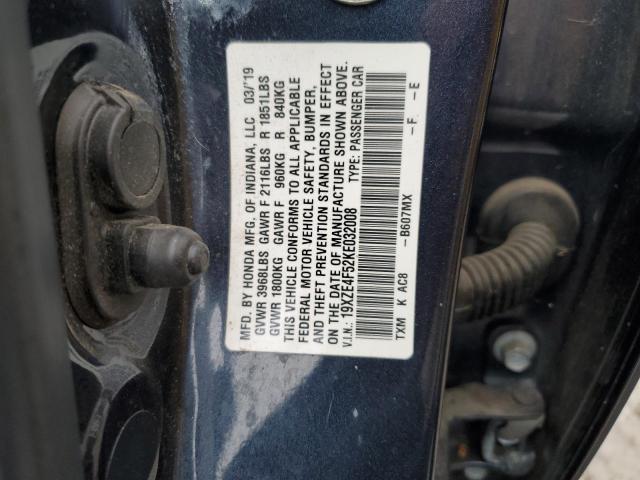 MFD. BY HONDA MFG. OF INDIANA, LLC 03/'19
GVWR 3968LBS GAWR F 2116LBS R 1851LBS
GVWR 1800KG GAWR F 960KG R 840KG
THIS VEHICLE CONFORMS TO ALL APPLICABLE
FEDERAL MOTOR VEHICLE SAFETY, BUMPER,
AND THEFT PREVENTION STANDARDS IN EFFECT
ON THE DATE OF MANUFACTURE SHOWN ABOVE.
V.I.N.: 19XZE4F52KE032008 TYPE: PASSENGER CAR
TXM K AC8 –B607MX –F. –E